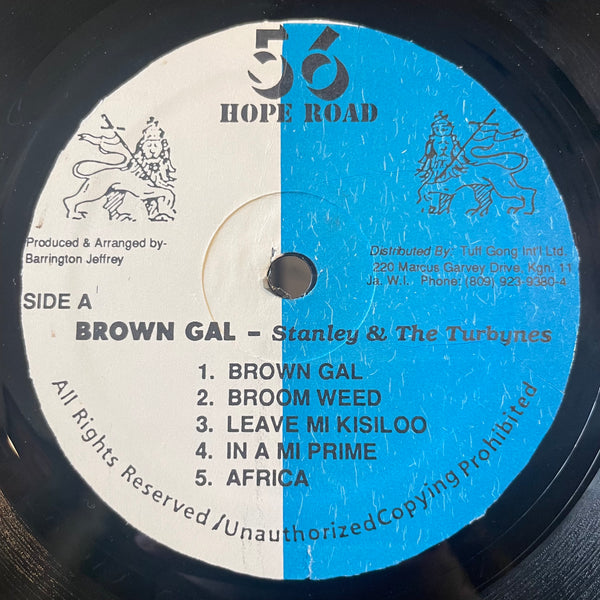 56
HOPE ROAD
Produced & Arranged by-
Barrington Jeffrey
Distributed By: Tuff Gong Int'l Ltd.
220 Marcus Garvey Drive, Kgn. 11
Ja. W.I. Phone: (809) 923-9380-4
SIDE A
BROWN GAL - Stanley & The Turbynes
1. BROWN GAL
2. BROOM WEED
3. LEAVE MI KISILOO
4. IN A MI PRIME
5. AFRICA
All Rights Reserved / Unauthorized Copying Prohibited